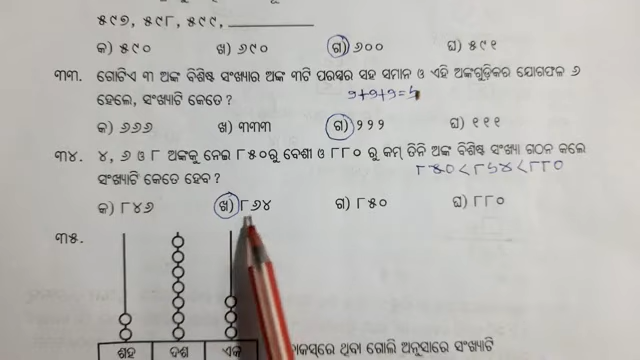 ୫୯୭, ୫୯୮, ୫୯୯, ____________
କ) ୫୯୦ ଖ) ୬୯୦ ଗ) ୬୦୦ ଘ) ୫୯୧
୩୩. ଗୋଟିଏ ୩ ଅଙ୍କ ବିଶିଷ୍ଟ ସଂଖ୍ୟାର ଅଙ୍କ ୩ଟି ପରସ୍ପର ସହ ସମାନ ଓ ଏହି ଅଙ୍କଗୁଡ଼ିକର ଯୋଗଫଳ ୬
ହେଲେ, ସଂଖ୍ୟାଟି କେତେ ? ୨+୨+୨=୬
କ) ୬୬୬ ଖ) ୩୩୩ ଗ) ୨୨୨ ଘ) ୧୧୧
୩୪. ୪, ୬ ଓ ୮ ଅଙ୍କକୁ ନେଇ ୮୫୦ରୁ ବେଶୀ ଓ ୮୮୦ ରୁ କମ୍ ତିନି ଅଙ୍କ ବିଶିଷ୍ଟ ସଂଖ୍ୟା ଗଠନ କଲେ
ସଂଖ୍ୟାଟି କେତେ ହେବ ? ୮୫୦<୮୬୪<୮୮୦
କ) ୮୪୬ ଖ) ୮୬୪ ଗ) ୮୫୦ ଘ) ୮୮୦
୩୫.
ଶହ ଦଶ ଏକ ବାକ୍ସରେ ଥିବା ଗୋଲି ଅନୁସାରେ ସଂଖ୍ୟାଟି